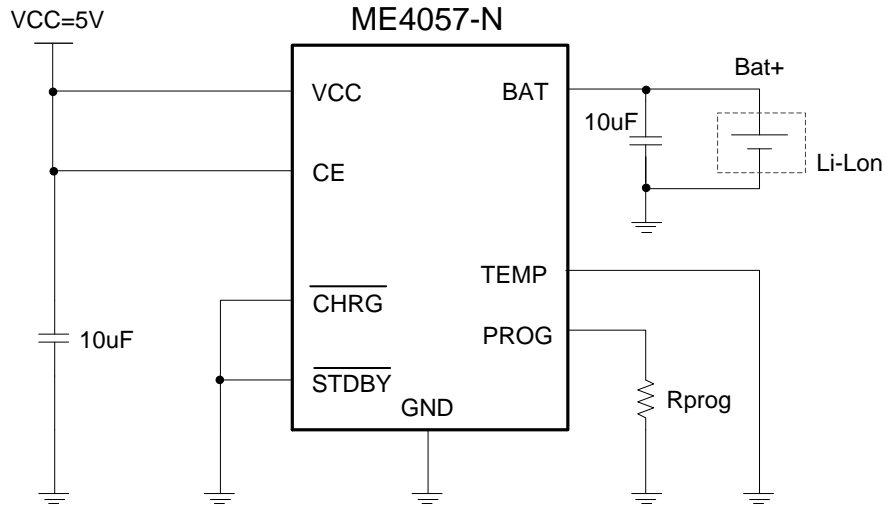 VCC=5V
ME4057-N
VCC
BAT
Bat+
10uF
Li-Lon
CE
TEMP
CHRG
10uF
PROG
STDBY
Rprog
GND